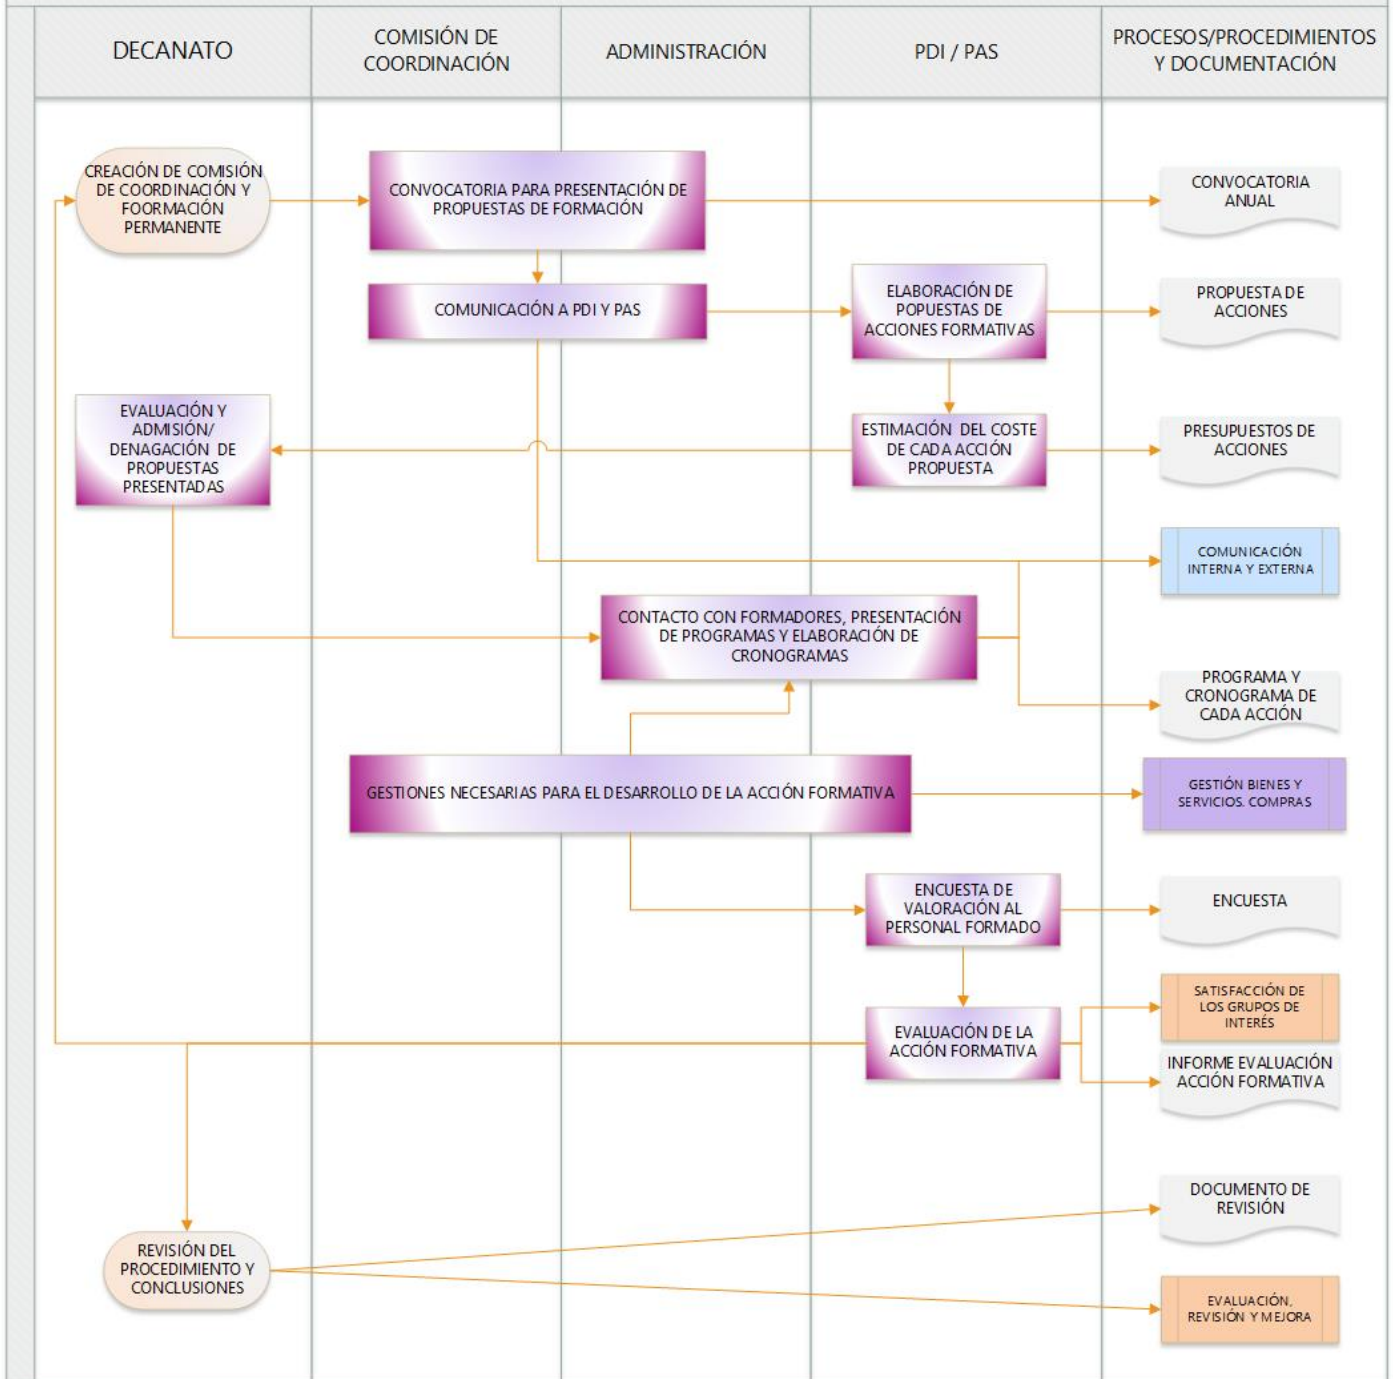 DECANATO
COMISIÓN DE
COORDINACIÓN
ADMINISTRACIÓN
PDI / PAS
PROCESOS/PROCEDIMIENTOS
Y DOCUMENTACIÓN
CREACIÓN DE COMISIÓN
DE COORDINACIÓN Y
FOORMACIÓN
PERMANENTE
CONVOCATORIA PARA PRESENTACIÓN DE
PROPUESTAS DE FORMACIÓN
CONVOCATORIA
ANUAL
COMUNICACIÓN A PDI Y PAS
ELABORACIÓN DE
POPUESTAS DE
ACCIONES FORMATIVAS
PROPUESTA DE
ACCIONES
EVALUACIÓN Y
ADMISIÓN/
DENAGACIÓN DE
PROPUESTAS
PRESENTADAS
ESTIMACIÓN DEL COSTE
DE CADA ACCIÓN
PROPUESTA
PRESUPUESTOS DE
ACCIONES
COMUNICACIÓN
INTERNA Y EXTERNA
CONTACTO CON FORMADORES, PRESENTACIÓN
DE PROGRAMAS Y ELABORACIÓN DE
CRONOGRAMAS
PROGRAMA Y
CRONOGRAMA DE
CADA ACCIÓN
GESTIONES NECESARIAS PARA EL DESARROLLO DE LA ACCIÓN FORMATIVA
GESTIÓN BIENES Y
SERVICIOS. COMPRAS
ENCUESTA DE
VALORACIÓN AL
PERSONAL FORMADO
ENCUESTA
SATISFACCIÓN DE
LOS GRUPOS DE
INTERÉS
EVALUACIÓN DE LA
ACCIÓN FORMATIVA
INFORME EVALUACIÓN
ACCIÓN FORMATIVA
DOCUMENTO DE
REVISIÓN
REVISIÓN DEL
PROCEDIMIENTO Y
CONCLUSIONES
EVALUACIÓN,
REVISIÓN Y MEJORA